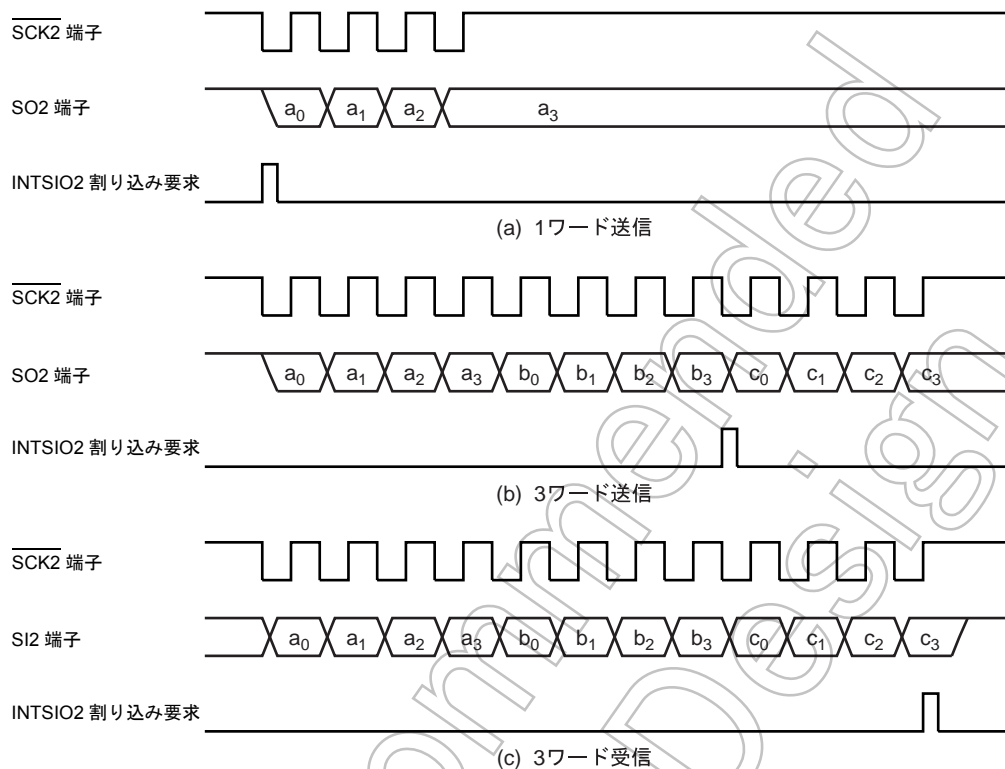 SCK2 端子
SO2 端子 a0 a1 a2 a3
INTSIO2 割り込み要求
(a) 1ワード送信
SCK2 端子
SO2 端子 a0 a1 a2 a3 b0 b1 b2 b3 c0 c1 c2 c3
INTSIO2 割り込み要求
(b) 3ワード送信
SCK2 端子
SI2 端子 a0 a1 a2 a3 b0 b1 b2 b3 c0 c1 c2 c3
INTSIO2 割り込み要求
(c) 3ワード受信
ommended
Design